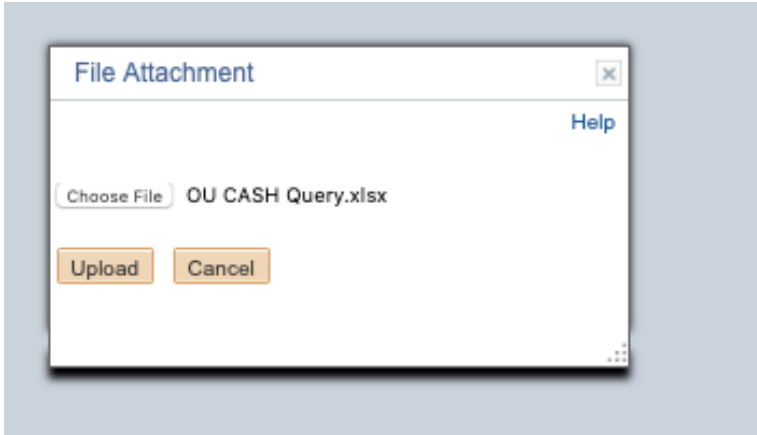 File Attachment
Help
Choose File OU CASH Query.xlsx
Upload Cancel